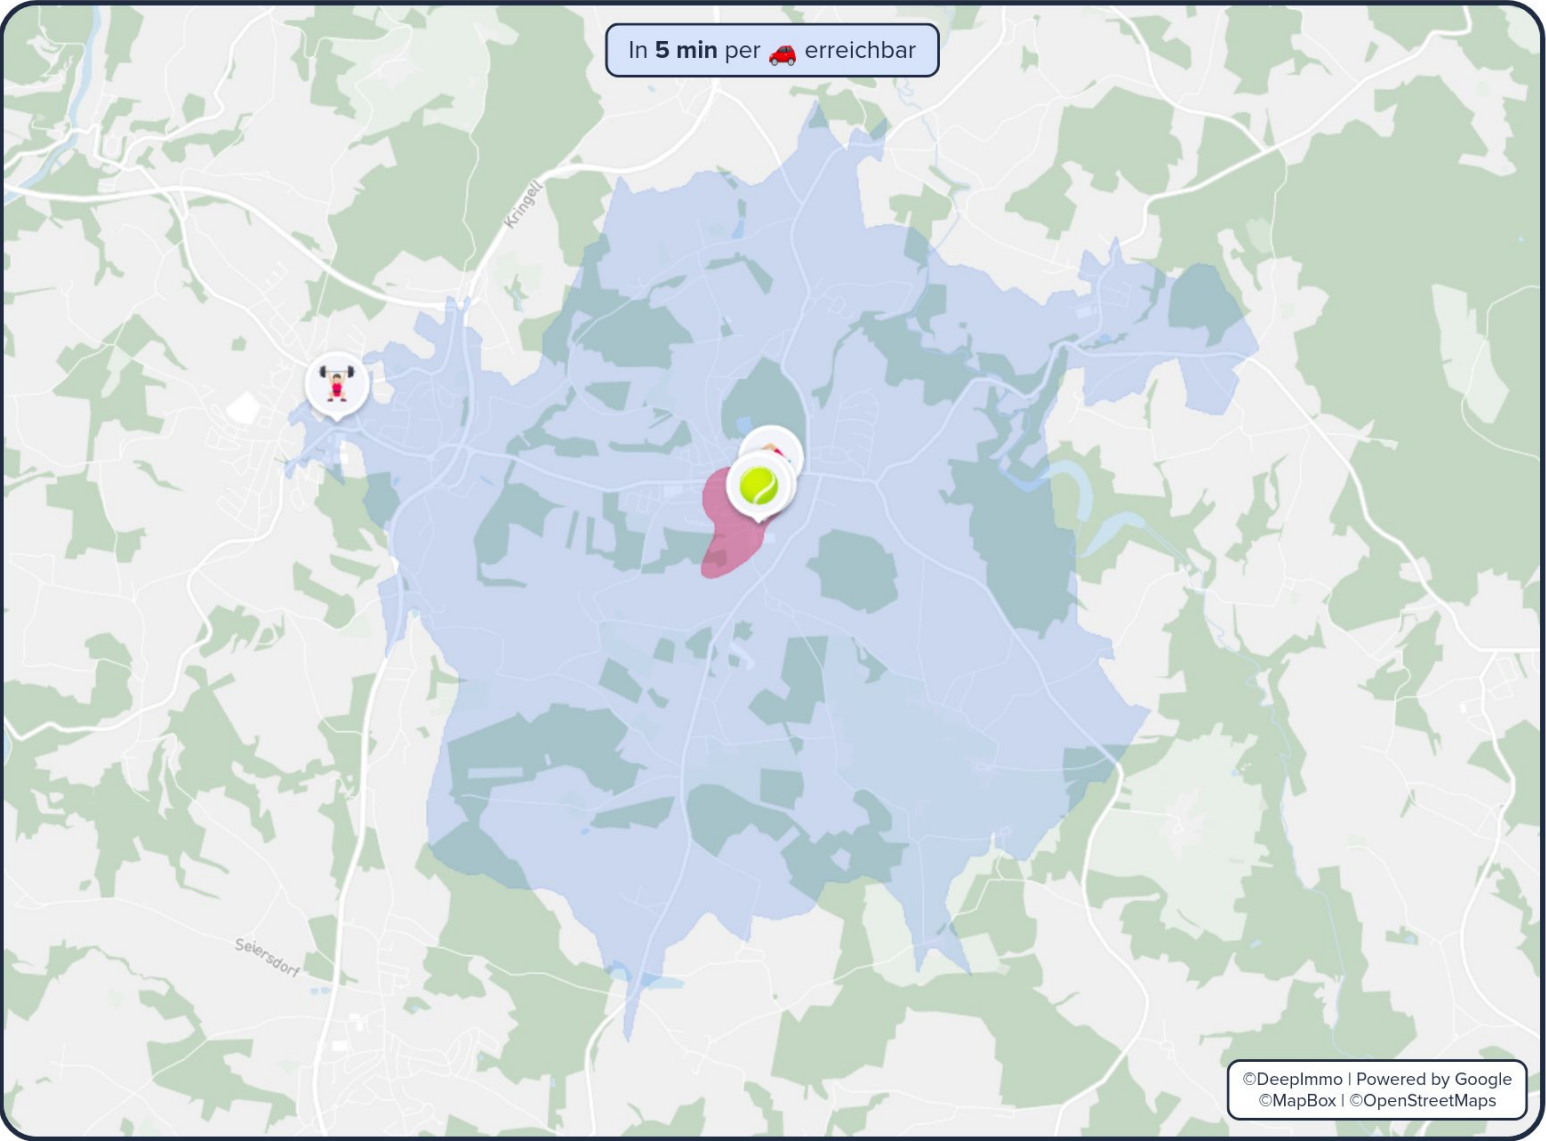 In 5 min per 🚗 erreichbar
Kringell
Seiersdorf
©DeepImmo | Powered by Google
©MapBox | ©OpenStreetMaps